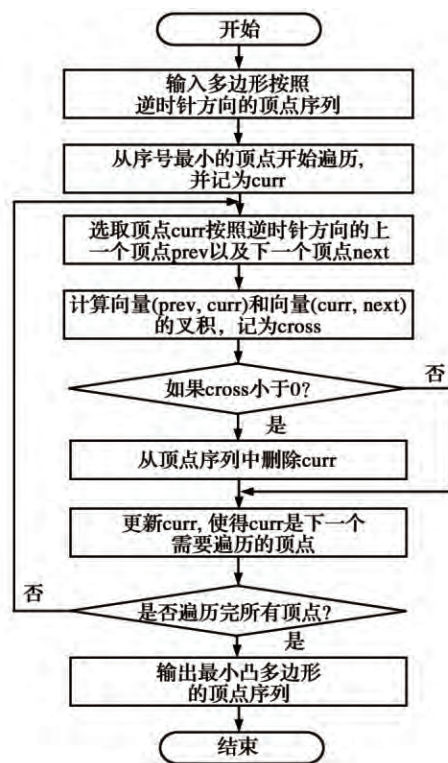 开始
输入多边形按照
逆时针方向的顶点序列
从序号最小的顶点开始遍历,
并记为curr
选取顶点curr按照逆时针方向的上
一个顶点prev以及下一个顶点next
计算向量(prev, curr)和向量(curr, next)
的叉积，记为cross
否
如果cross小于0?
是
从顶点序列中删除curr
更新curr, 使得curr是下一个
需要遍历的顶点
否
是否遍历完所有顶点?
是
输出最小凸多边形
的顶点序列
结束